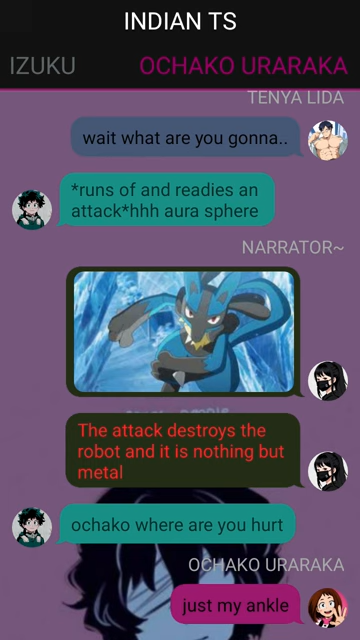 INDIAN TS
IZUKU OCHAKO URARAKA
TENYA LIDA
wait what are you gonna..
*runs of and readies an
attack*hhh aura sphere
NARRATOR~
The attack destroys the
robot and it is nothing but
metal
ochako where are you hurt
OCHAKO URARAKA
just my ankle